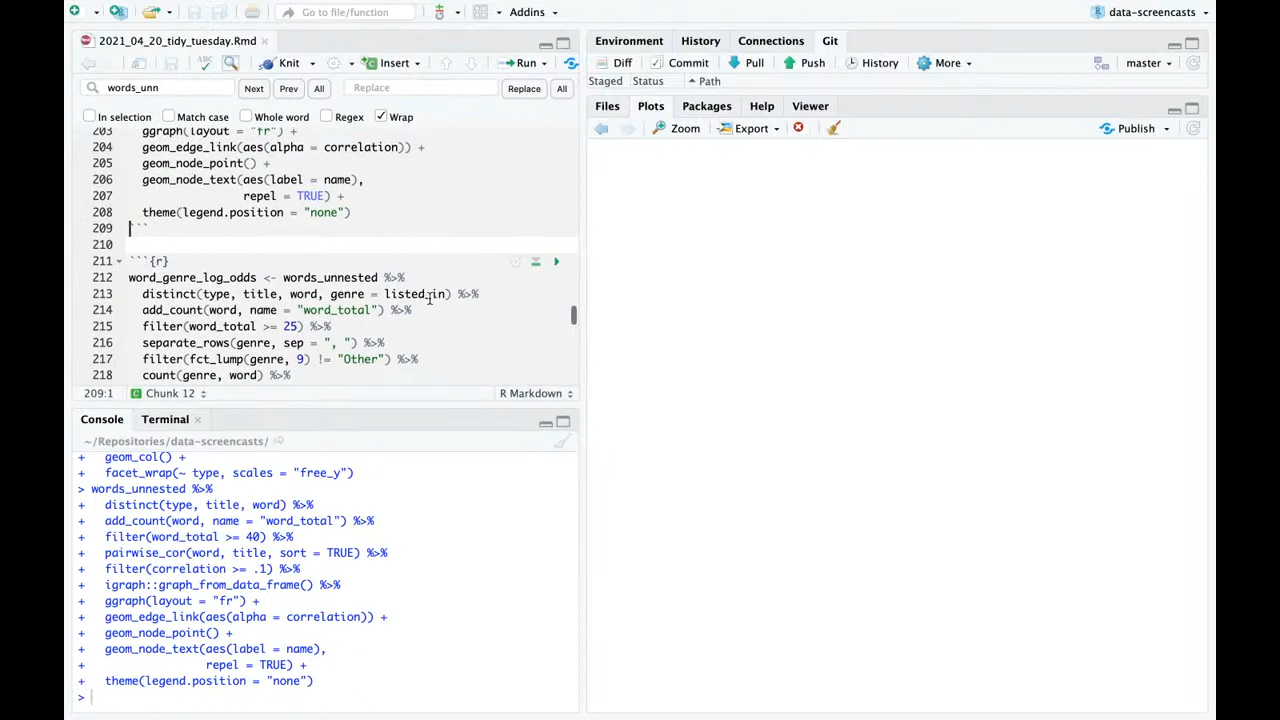 Go to file/function
Addins
data-screencasts
2021_04_20_tidy_tuesday.Rmd
Knit
Insert
Run
words_unn
Next
Prev
All
Replace
Replace
All
In selection
Match case
Whole word
Regex
Wrap
203 ggraph(layout = "fr") +
204 geom_edge_link(aes(alpha = correlation)) +
205 geom_node_point() +
206 geom_node_text(aes(label = name),
207 repel = TRUE) +
208 theme(legend.position = "none")
209 ```
210
211 ```{r}
212 word_genre_log_odds <- words_unnested %>%
213 distinct(type, title, word, genre = listed_in) %>%
214 add_count(word, name = "word_total") %>%
215 filter(word_total >= 25) %>%
216 separate_rows(genre, sep = ", ") %>%
217 filter(fct_lump(genre, 9) != "Other") %>%
218 count(genre, word) %>%
209:1
Chunk 12
R Markdown
Console
Terminal
~/Repositories/data-screencasts/
+ geom_col() +
+ facet_wrap(~ type, scales = "free_y")
> words_unnested %>%
+ distinct(type, title, word) %>%
+ add_count(word, name = "word_total") %>%
+ filter(word_total >= 40) %>%
+ pairwise_cor(word, title, sort = TRUE) %>%
+ filter(correlation >= .1) %>%
+ igraph::graph_from_data_frame() %>%
+ ggraph(layout = "fr") +
+ geom_edge_link(aes(alpha = correlation)) +
+ geom_node_point() +
+ geom_node_text(aes(label = name),
+ repel = TRUE) +
+ theme(legend.position = "none")
>
Environment
History
Connections
Git
Diff
Commit
Pull
Push
History
More
master
Staged
Status
Path
Files
Plots
Packages
Help
Viewer
Zoom
Export
Publish